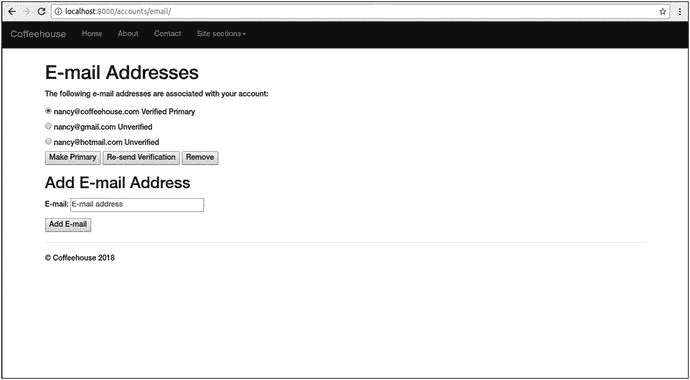 localhost:8000/accounts/email/
Coffeehouse Home About Contact Site sections
E-mail Addresses
The following e-mail addresses are associated with your account:
nancy@coffeehouse.com Verified Primary
nancy@gmail.com Unverified
nancy@hotmail.com Unverified
Make Primary Re-send Verification Remove
Add E-mail Address
E-mail: E-mail address
Add E-mail
© Coffeehouse 2018